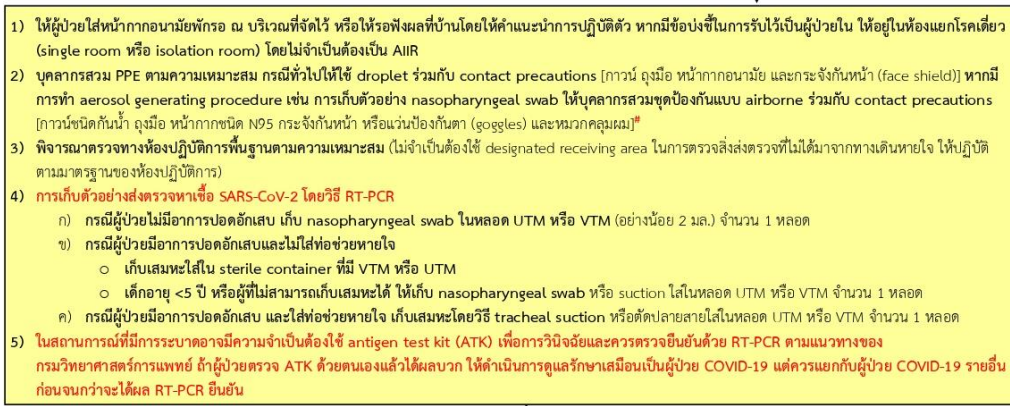 1) ให้ผู้ป่วยใส่หน้ากากอนามัยพักรอ ณ บริเวณที่จัดไว้ หรือให้รอฟังผลที่บ้านโดยให้คำแนะนำการปฏิบัติตัว หากมีข้อบ่งชี้ในการรับไว้เป็นผู้ป่วยใน ให้อยู่ในห้องแยกโรคเดี่ยว
(single room หรือ isolation room) โดยไม่จำเป็นต้องเป็น AIIR
2) บุคลากรสวม PPE ตามความเหมาะสม กรณีทั่วไปให้ใช้ droplet ร่วมกับ contact precautions [กาวน์ ถุงมือ หน้ากากอนามัย และกระจังกันหน้า (face shield)] หากมี
การทำ aerosol generating procedure เช่น การเก็บตัวอย่าง nasopharyngeal swab ให้บุคลากรสวมชุดป้องกันแบบ airborne ร่วมกับ contact precautions
[กาวน์ชนิดกันน้ำ ถุงมือ หน้ากากชนิด N95 กระจังกันหน้า หรือแว่นป้องกันตา (goggles) และหมวกคลุมผม]#
3) พิจารณาตรวจทางห้องปฏิบัติการพื้นฐานตามความเหมาะสม (ไม่จำเป็นต้องใช้ designated receiving area ในการตรวจสิ่งส่งตรวจที่ไม่ได้มาจากทางเดินหายใจ ให้ปฏิบัติ
ตามมาตรฐานของห้องปฏิบัติการ)
4) การเก็บตัวอย่างส่งตรวจหาเชื้อ SARS-CoV-2 โดยวิธี RT-PCR
ก) กรณีผู้ป่วยไม่มีอาการปอดอักเสบ เก็บ nasopharyngeal swab ในหลอด UTM หรือ VTM (อย่างน้อย 2 มล.) จำนวน 1 หลอด
ข) กรณีผู้ป่วยมีอาการปอดอักเสบและไม่ใส่ท่อช่วยหายใจ
o เก็บเสมหะใส่ใน sterile container ที่มี VTM หรือ UTM
o เด็กอายุ <5 ปี หรือผู้ที่ไม่สามารถเก็บเสมหะได้ ให้เก็บ nasopharyngeal swab หรือ suction ใส่ในหลอด UTM หรือ VTM จำนวน 1 หลอด
ค) กรณีผู้ป่วยมีอาการปอดอักเสบ และใส่ท่อช่วยหายใจ เก็บเสมหะโดยวิธี tracheal suction หรือตัดปลายสายใส่ในหลอด UTM หรือ VTM จำนวน 1 หลอด
5) ในสถานการณ์ที่มีการระบาดอาจมีความจำเป็นต้องใช้ antigen test kit (ATK) เพื่อการวินิจฉัยและควรตรวจยืนยันด้วย RT-PCR ตามแนวทางของ
กรมวิทยาศาสตร์การแพทย์ ถ้าผู้ป่วยตรวจ ATK ด้วยตนเองแล้วได้ผลบวก ให้ดำเนินการดูแลรักษาเสมือนเป็นผู้ป่วย COVID-19 แต่ควรแยกกับผู้ป่วย COVID-19 รายอื่น
ก่อนจนกว่าจะได้ผล RT-PCR ยืนยัน